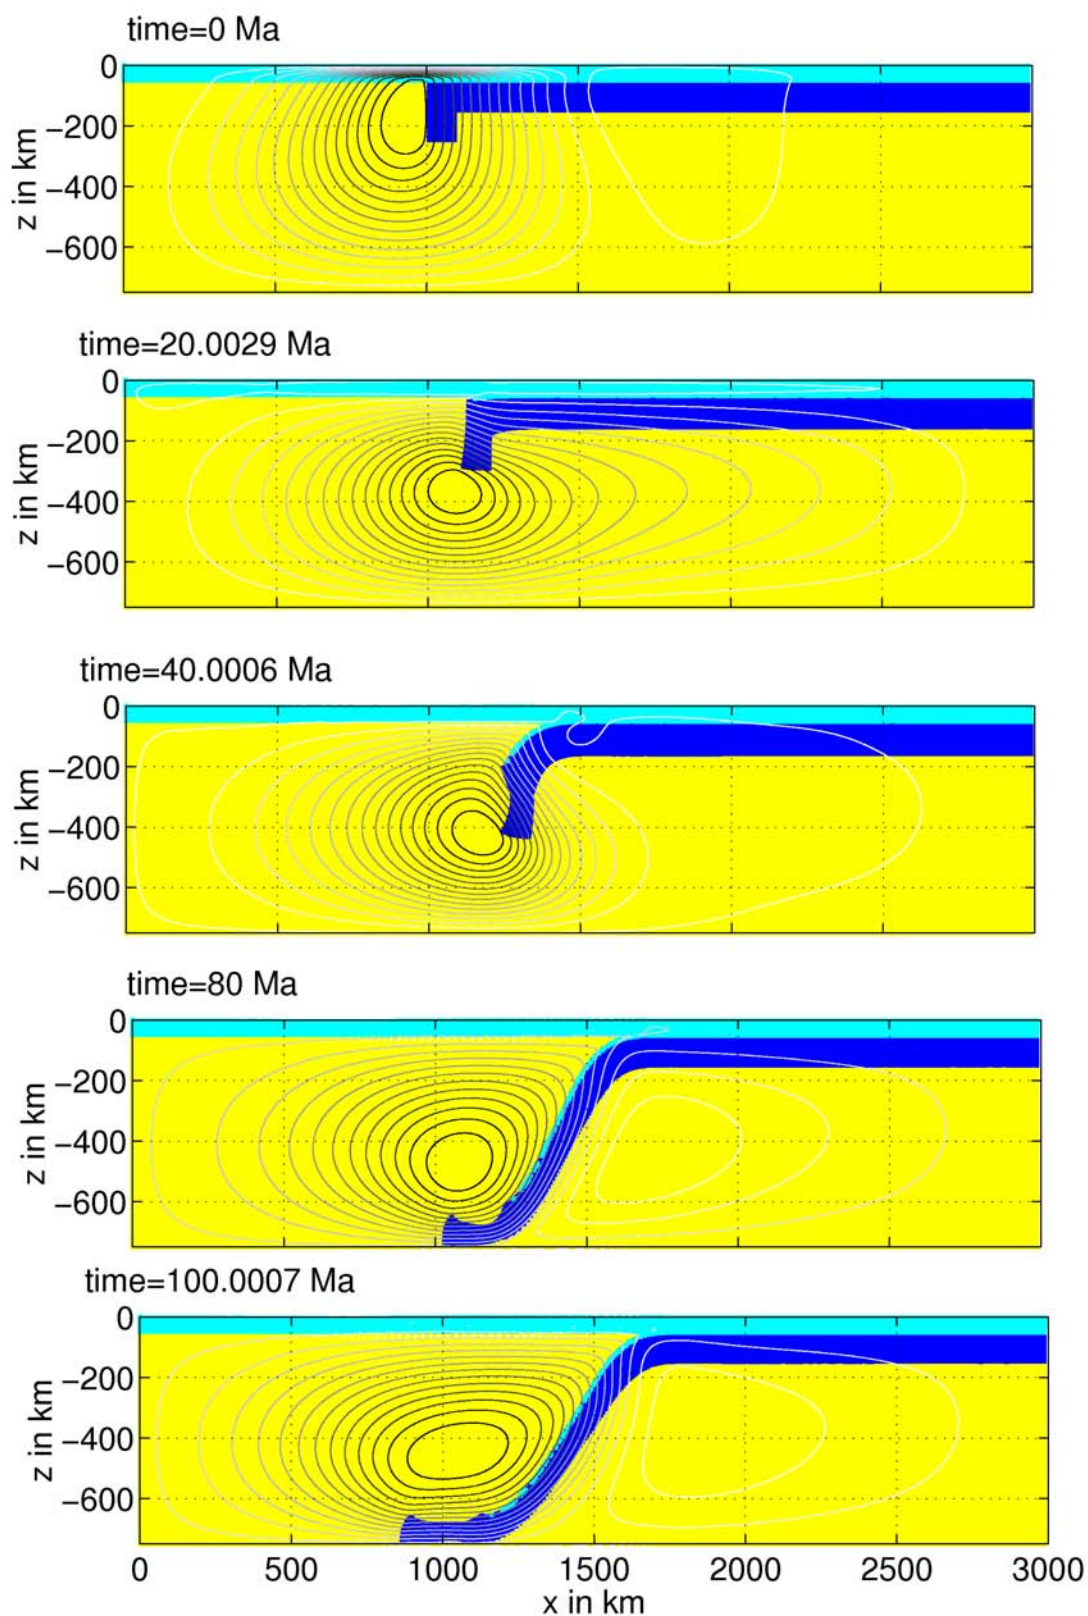 time=0 Ma
0
−200
−400
−600
z in km
time=20.0029 Ma
0
−200
−400
−600
z in km
time=40.0006 Ma
0
−200
−400
−600
z in km
time=80 Ma
0
−200
−400
−600
z in km
time=100.0007 Ma
0
−200
−400
−600
z in km
0 500 1000 1500 2000 2500 3000
x in km